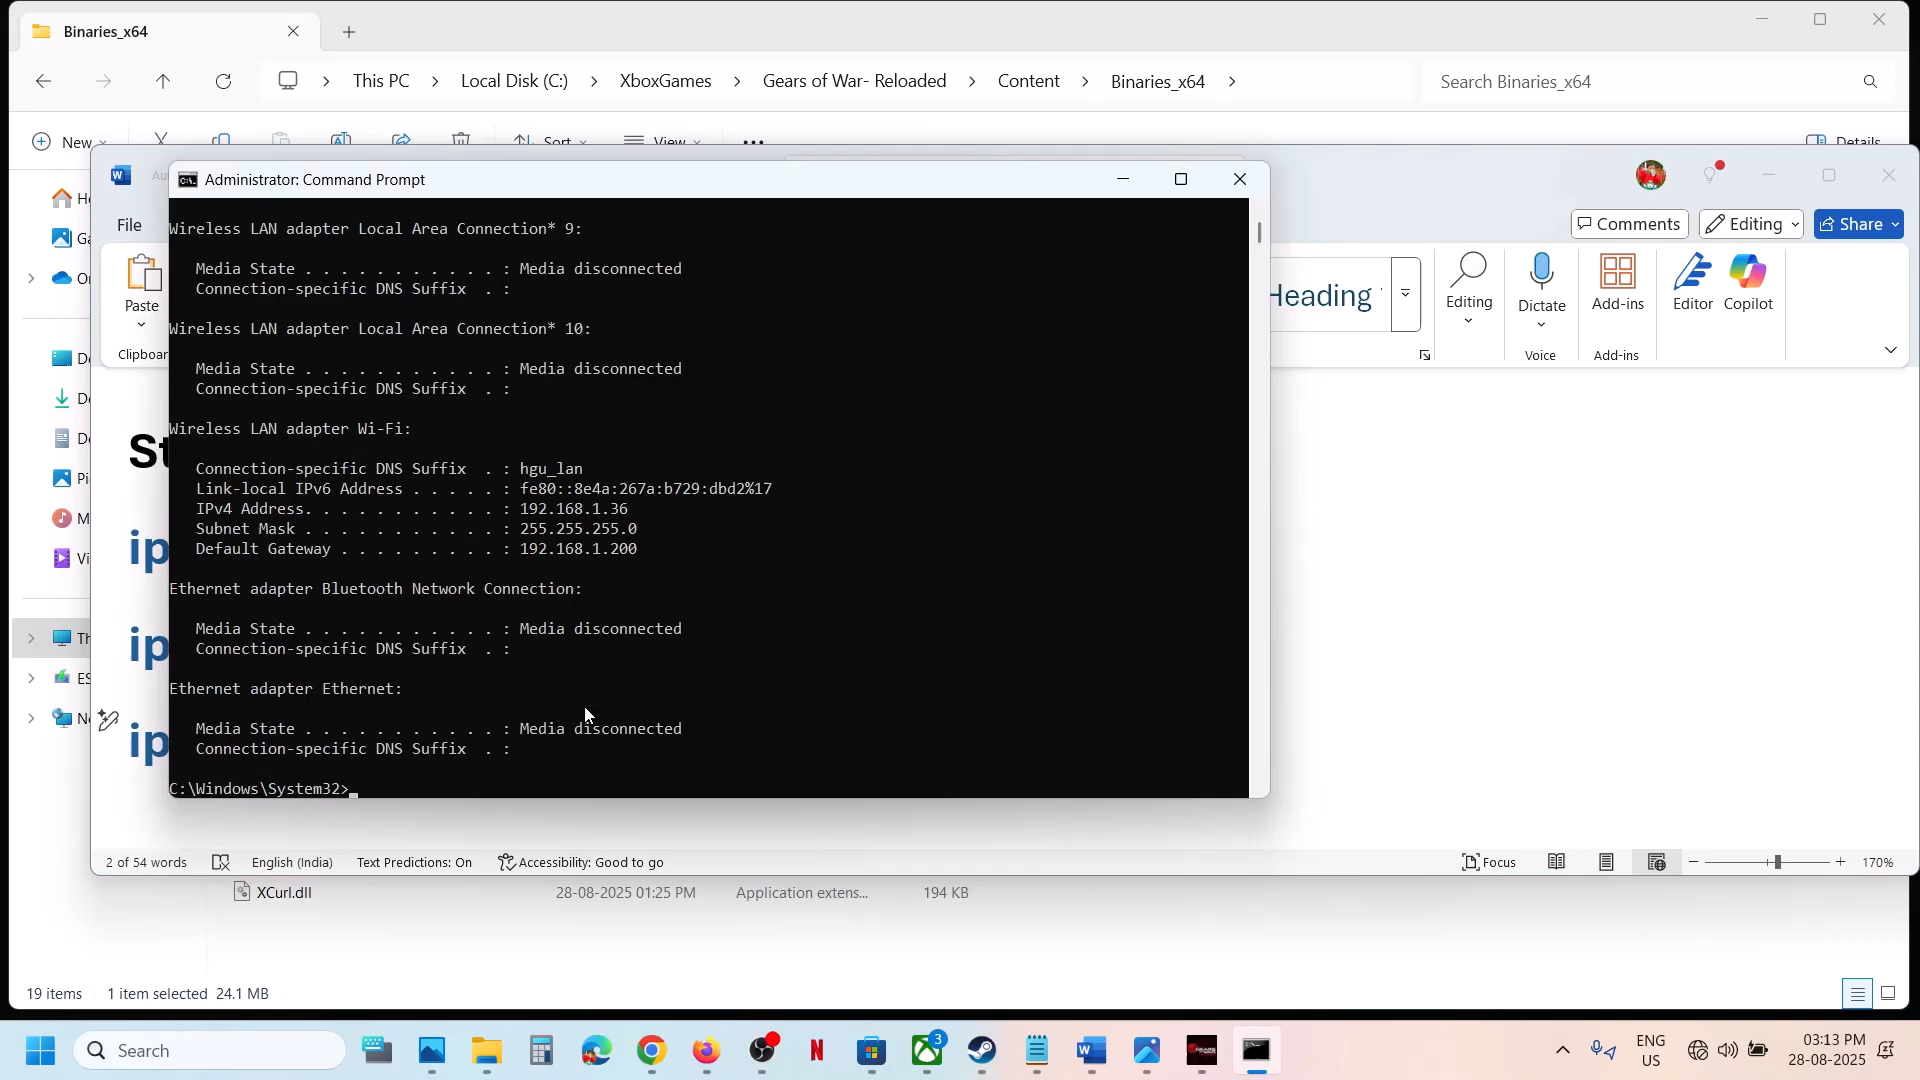 Binaries_x64
This PC > Local Disk (C:) > XboxGames > Gears of War- Reloaded > Content > Binaries_x64 >
Search Binaries_x64
New
Sort
View
Details
Administrator: Command Prompt
File
Comments
Editing
Share
Paste
Clipboar
Heading
Editing
Dictate
Add-ins
Editor
Copilot
Voice
Add-ins
Wireless LAN adapter Local Area Connection* 9:
Media State . . . . . . . . . . . : Media disconnected
Connection-specific DNS Suffix  . :
Wireless LAN adapter Local Area Connection* 10:
Media State . . . . . . . . . . . : Media disconnected
Connection-specific DNS Suffix  . :
Wireless LAN adapter Wi-Fi:
Connection-specific DNS Suffix  . : hgu_lan
Link-local IPv6 Address . . . . . : fe80::8e4a:267a:b729:dbd2%17
IPv4 Address. . . . . . . . . . . : 192.168.1.36
Subnet Mask . . . . . . . . . . . : 255.255.255.0
Default Gateway . . . . . . . . . : 192.168.1.200
Ethernet adapter Bluetooth Network Connection:
Media State . . . . . . . . . . . : Media disconnected
Connection-specific DNS Suffix  . :
Ethernet adapter Ethernet:
Media State . . . . . . . . . . . : Media disconnected
Connection-specific DNS Suffix  . :
C:\Windows\System32>
St
ip
ip
ip
2 of 54 words
English (India)
Text Predictions: On
Accessibility: Good to go
Focus
170%
XCurl.dll 28-08-2025 01:25 PM Application extens... 194 KB
19 items 1 item selected 24.1 MB
Search
3
ENG
US
03:13 PM
28-08-2025